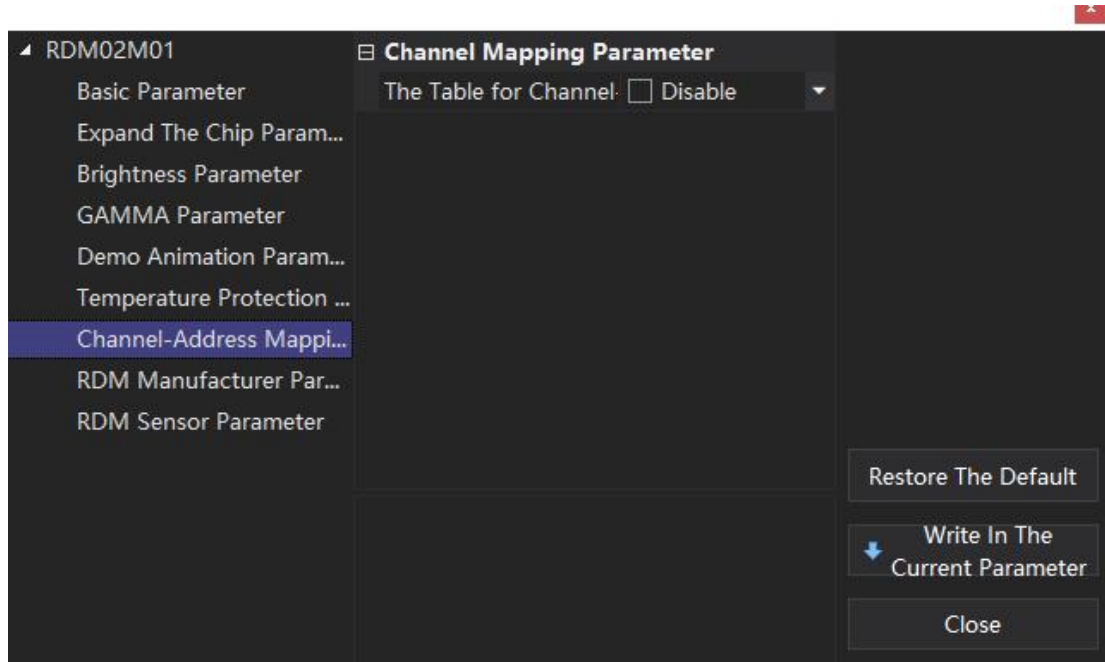 RDM02M01
Basic Parameter
Expand The Chip Param...
Brightness Parameter
GAMMA Parameter
Demo Animation Param...
Temperature Protection ...
Channel-Address Mappi...
RDM Manufacturer Par...
RDM Sensor Parameter
Channel Mapping Parameter
The Table for Channel- Disable
Restore The Default
Write In The
Current Parameter
Close